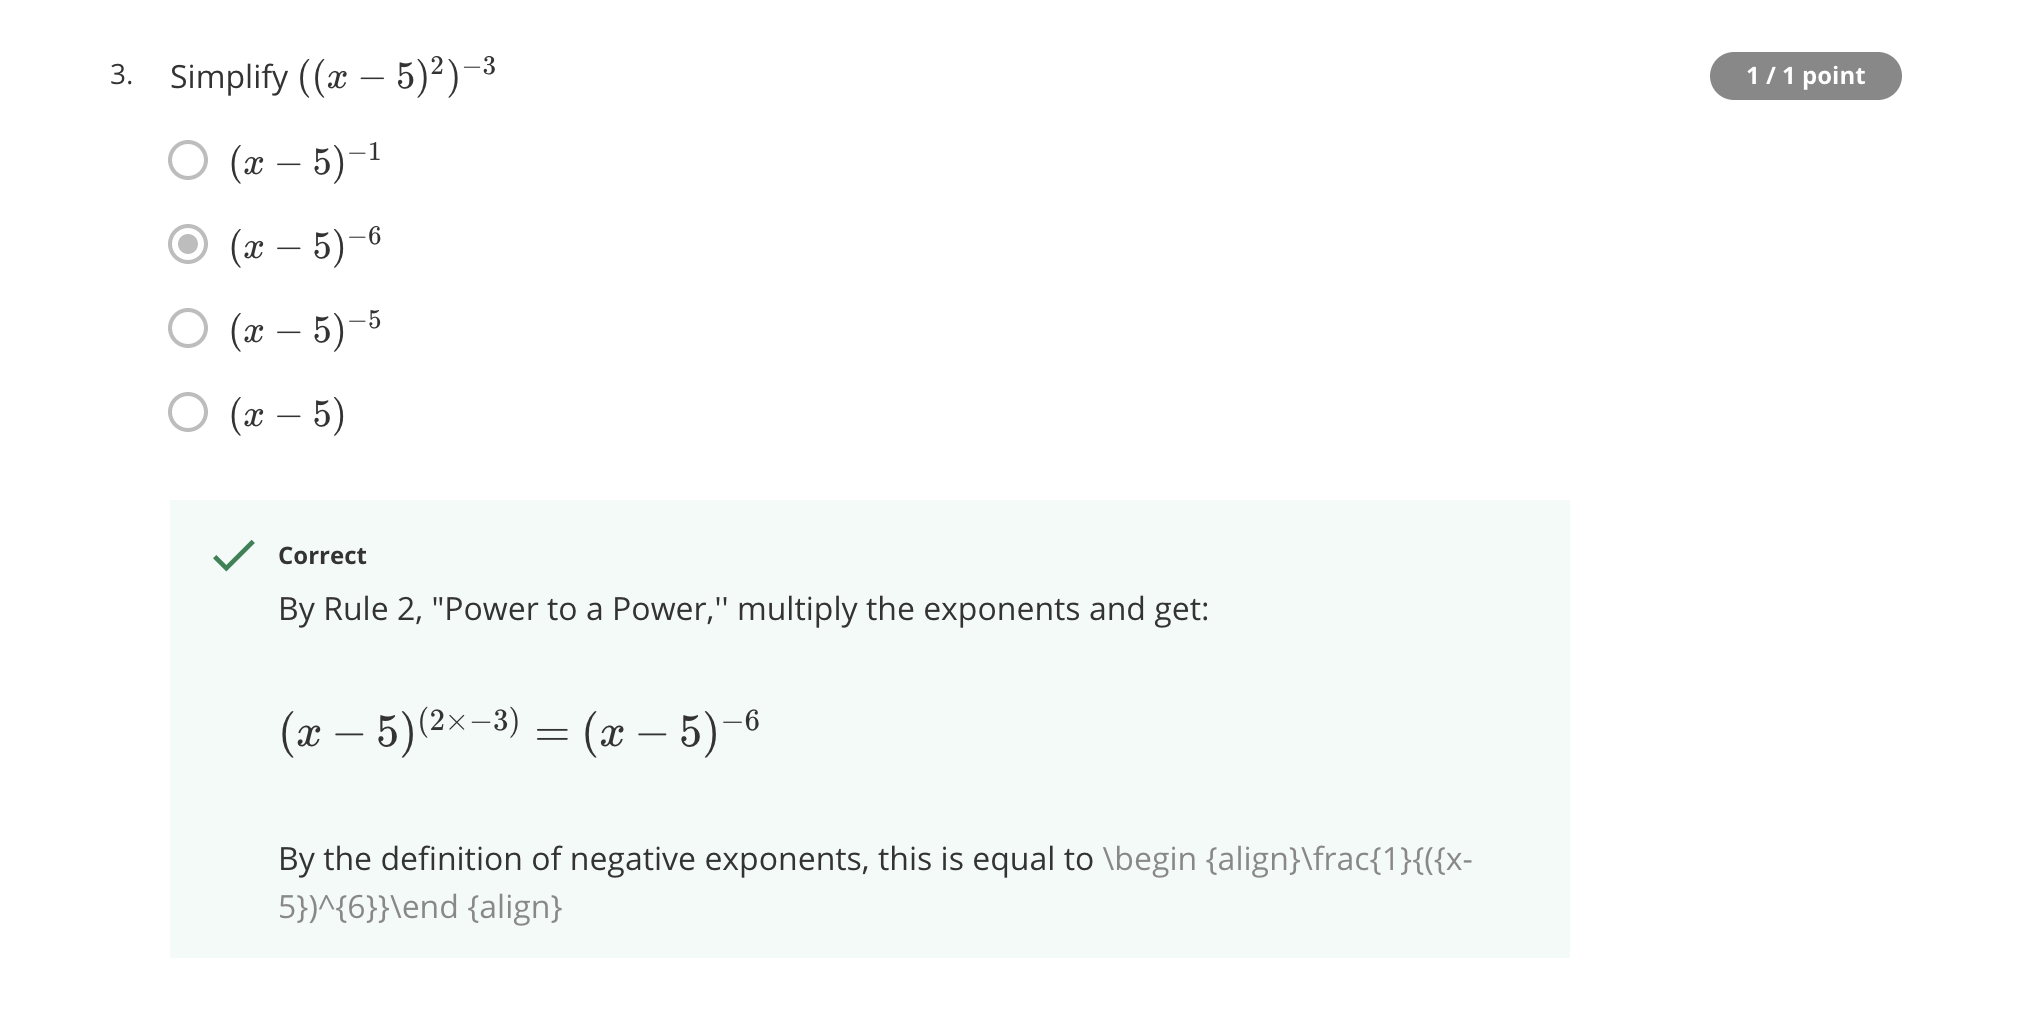 3. Simplify ((x − 5)²)⁻³
1 / 1 point
(x − 5)⁻¹
(x − 5)⁻⁶
(x − 5)⁻⁵
(x − 5)
Correct
By Rule 2, "Power to a Power,'' multiply the exponents and get:
(x − 5)⁽²ˣ⁻³⁾ = (x − 5)⁻⁶
By the definition of negative exponents, this is equal to \begin {align}\frac{1}{({x-
5})^{6}}\end {align}